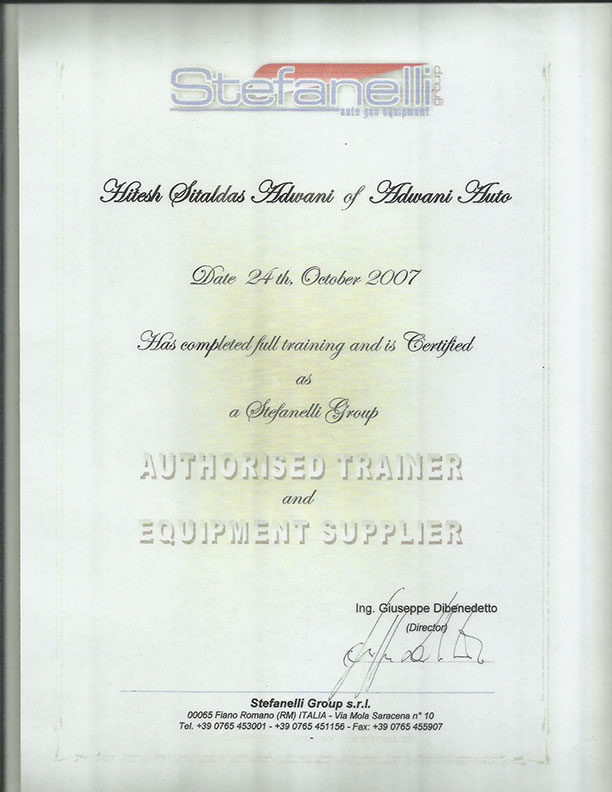 Stefanelli group
auto gas equipment
Hitesh Sitaldas Adwani of Adwani Auto
Date 24th, October 2007
Has completed full training and is Certified
as
a Stefanelli Group
AUTHORISED TRAINER
and
EQUIPMENT SUPPLIER
Ing. Giuseppe Dibenedetto
(Director)
Stefanelli Group s.r.l.
00065 Fiano Romano (RM) ITALIA - Via Mola Saracena n° 10
Tel. +39 0765 453001 - +39 0765 451156 - Fax: +39 0765 455907